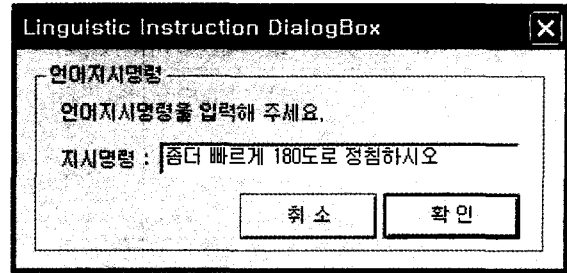 Linguistic Instruction DialogBox
언어지시명령
언어지시명령을 입력해 주세요.
지시명령 : 좀더 빠르게 180도로 정침하시오
취소 확인